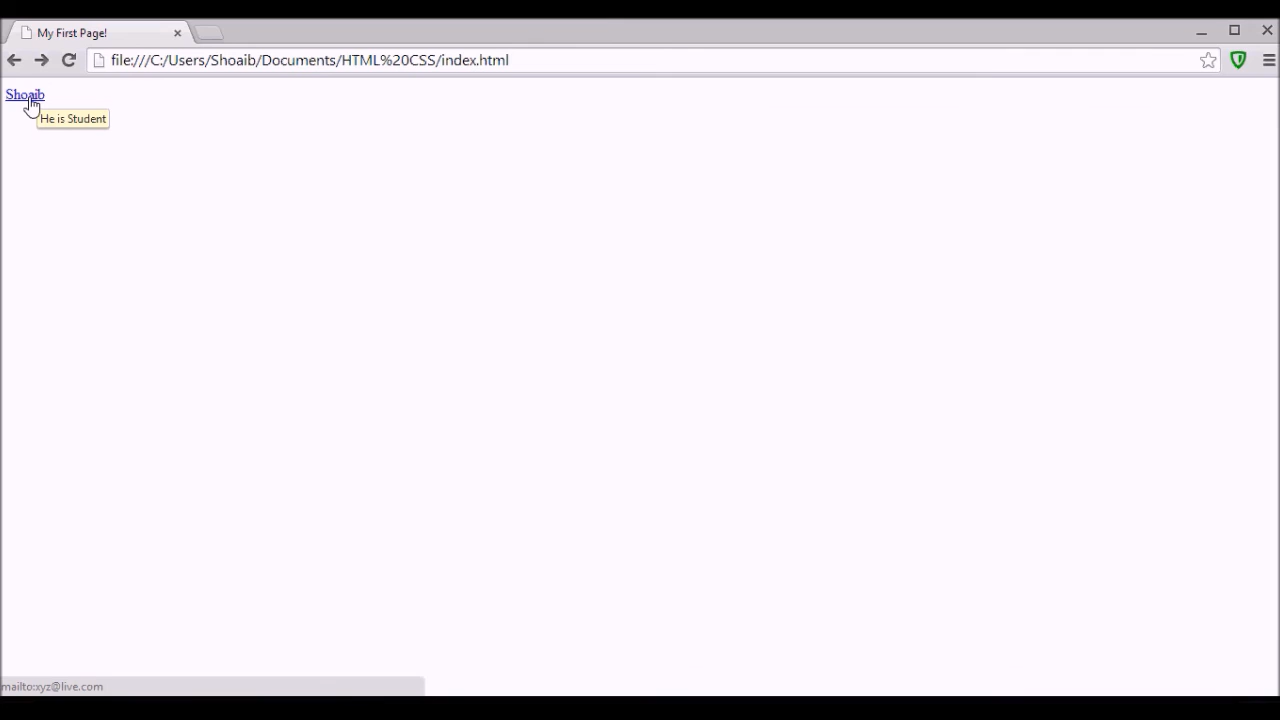 My First Page!
file:///C:/Users/Shoaib/Documents/HTML%20CSS/index.html
Shoaib
He is Student
mailto:xyz@live.com